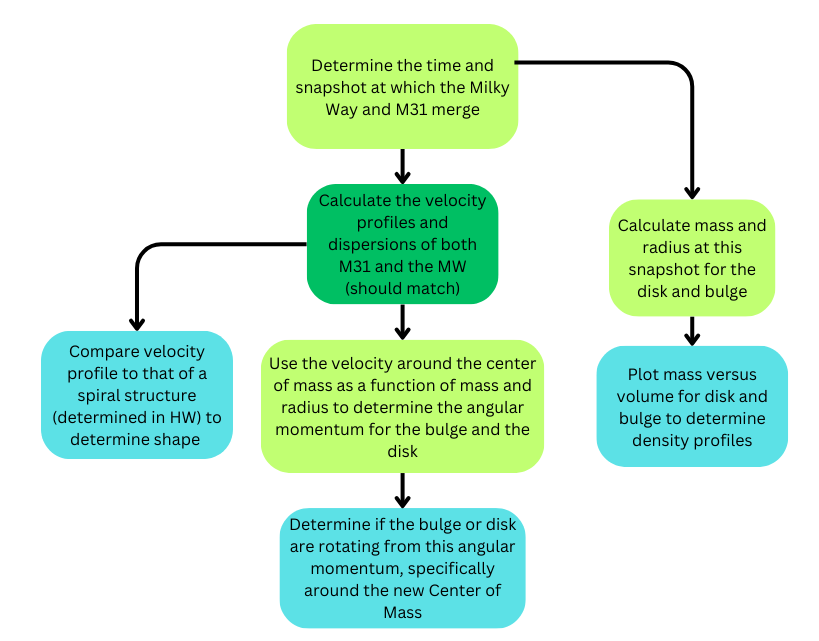 Determine the time and
snapshot at which the Milky
Way and M31 merge
Calculate the velocity
profiles and
dispersions of both
M31 and the MW
(should match)
Calculate mass and
radius at this
snapshot for the
disk and bulge
Compare velocity
profile to that of a
spiral structure
(determined in HW) to
determine shape
Use the velocity around the center
of mass as a function of mass and
radius to determine the angular
momentum for the bulge and the
disk
Plot mass versus
volume for disk and
bulge to determine
density profiles
Determine if the bulge or disk
are rotating from this angular
momentum, specifically
around the new Center of
Mass